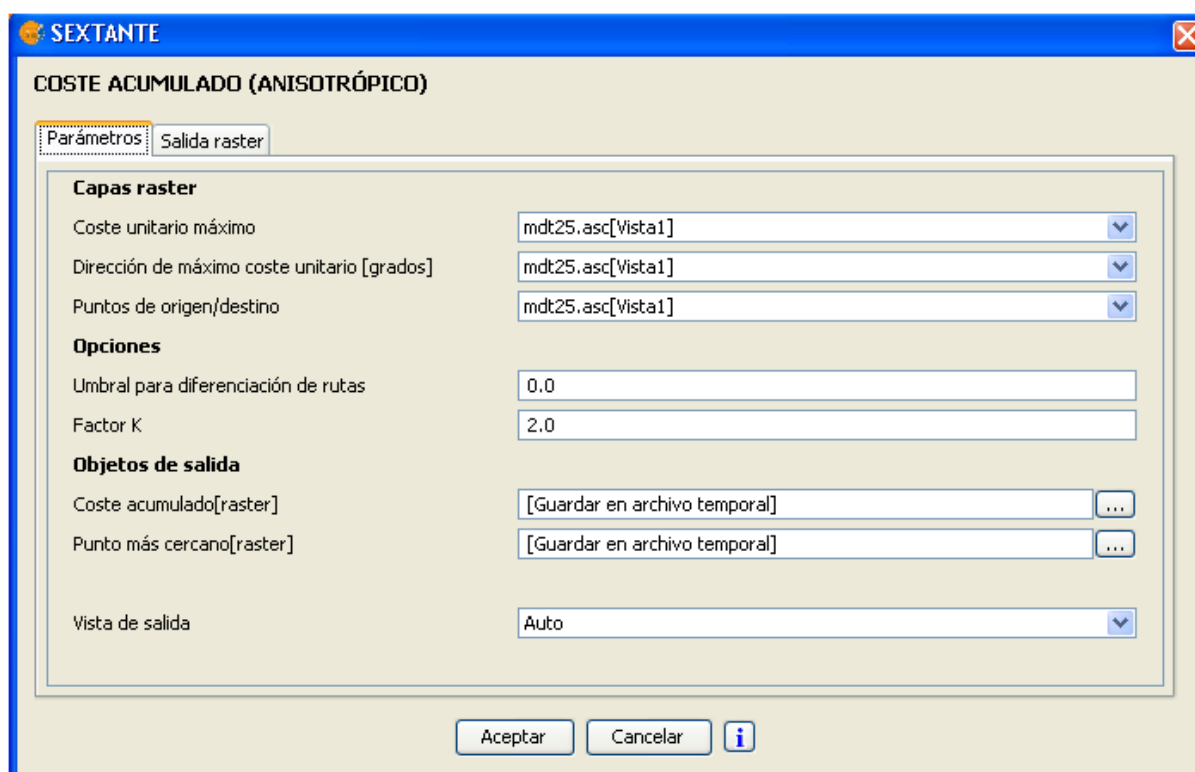 SEXTANTE
COSTE ACUMULADO (ANISOTRÓPICO)
Parámetros Salida raster
Capas raster
Coste unitario máximo mdt25.asc[Vista1]
Dirección de máximo coste unitario [grados] mdt25.asc[Vista1]
Puntos de origen/destino mdt25.asc[Vista1]
Opciones
Umbral para diferenciación de rutas 0.0
Factor K 2.0
Objetos de salida
Coste acumulado[raster] [Guardar en archivo temporal] ...
Punto más cercano[raster] [Guardar en archivo temporal] ...
Vista de salida Auto
Aceptar Cancelar i